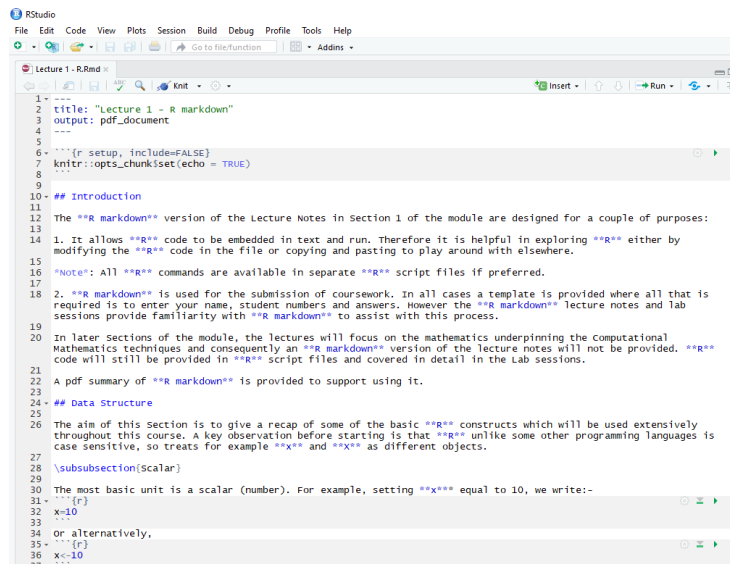 RStudio
File Edit Code View Plots Session Build Debug Profile Tools Help
Go to file/function Addins
Lecture 1 - R.Rmd
ABC Knit Insert Run
1 ---
2 title: "Lecture 1 - R markdown"
3 output: pdf_document
4 ---
5
6 ```{r setup, include=FALSE}
7 knitr::opts_chunk$set(echo = TRUE)
8 ```
9
10 ## Introduction
11
12 The **R markdown** version of the Lecture Notes in Section 1 of the module are designed for a couple of purposes:
13
14 1. It allows **R** code to be embedded in text and run. Therefore it is helpful in exploring **R** either by
modifying the **R** code in the file or copying and pasting to play around with elsewhere.
15
16 *Note*: All **R** commands are available in separate **R** script files if preferred.
17
18 2. **R markdown** is used for the submission of coursework. In all cases a template is provided where all that is
required is to enter your name, student numbers and answers. However the **R markdown** lecture notes and lab
sessions provide familiarity with **R markdown** to assist with this process.
19
20 In later Sections of the module, the lectures will focus on the mathematics underpinning the Computational
Mathematics techniques and consequently an **R markdown** version of the lecture notes will not be provided. **R**
code will still be provided in **R** script files and covered in detail in the Lab sessions.
21
22 A pdf summary of **R markdown** is provided to support using it.
23
24 ## Data Structure
25
26 The aim of this Section is to give a recap of some of the basic **R** constructs which will be used extensively
throughout this course. A key observation before starting is that **R** unlike some other programming languages is
case sensitive, so treats for example **x** and **X** as different objects.
27
28 \subsubsection{Scalar}
29
30 The most basic unit is a scalar (number). For example, setting **x*** equal to 10, we write:-
31 ```{r}
32 x=10
33 ```
34 Or alternatively,
35 ```{r}
36 x<-10
37 ```